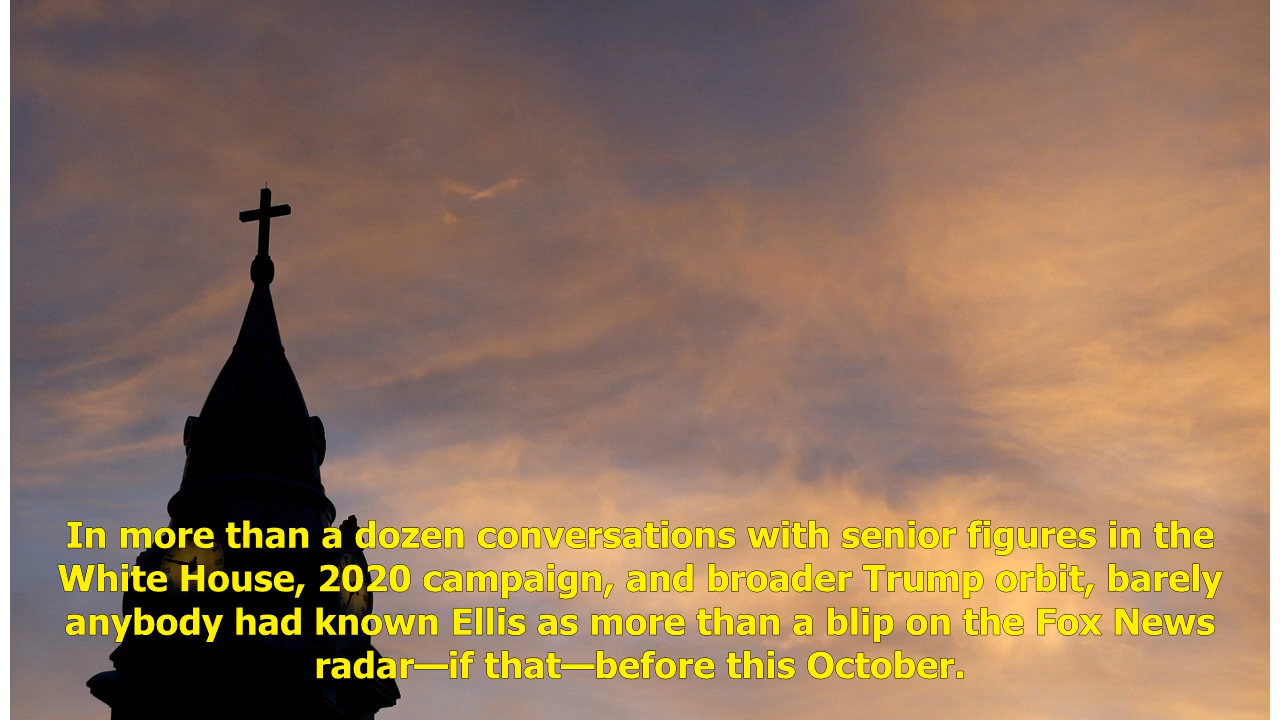 In more than a dozen conversations with senior figures in the
White House, 2020 campaign, and broader Trump orbit, barely
anybody had known Ellis as more than a blip on the Fox News
radar—if that—before this October.